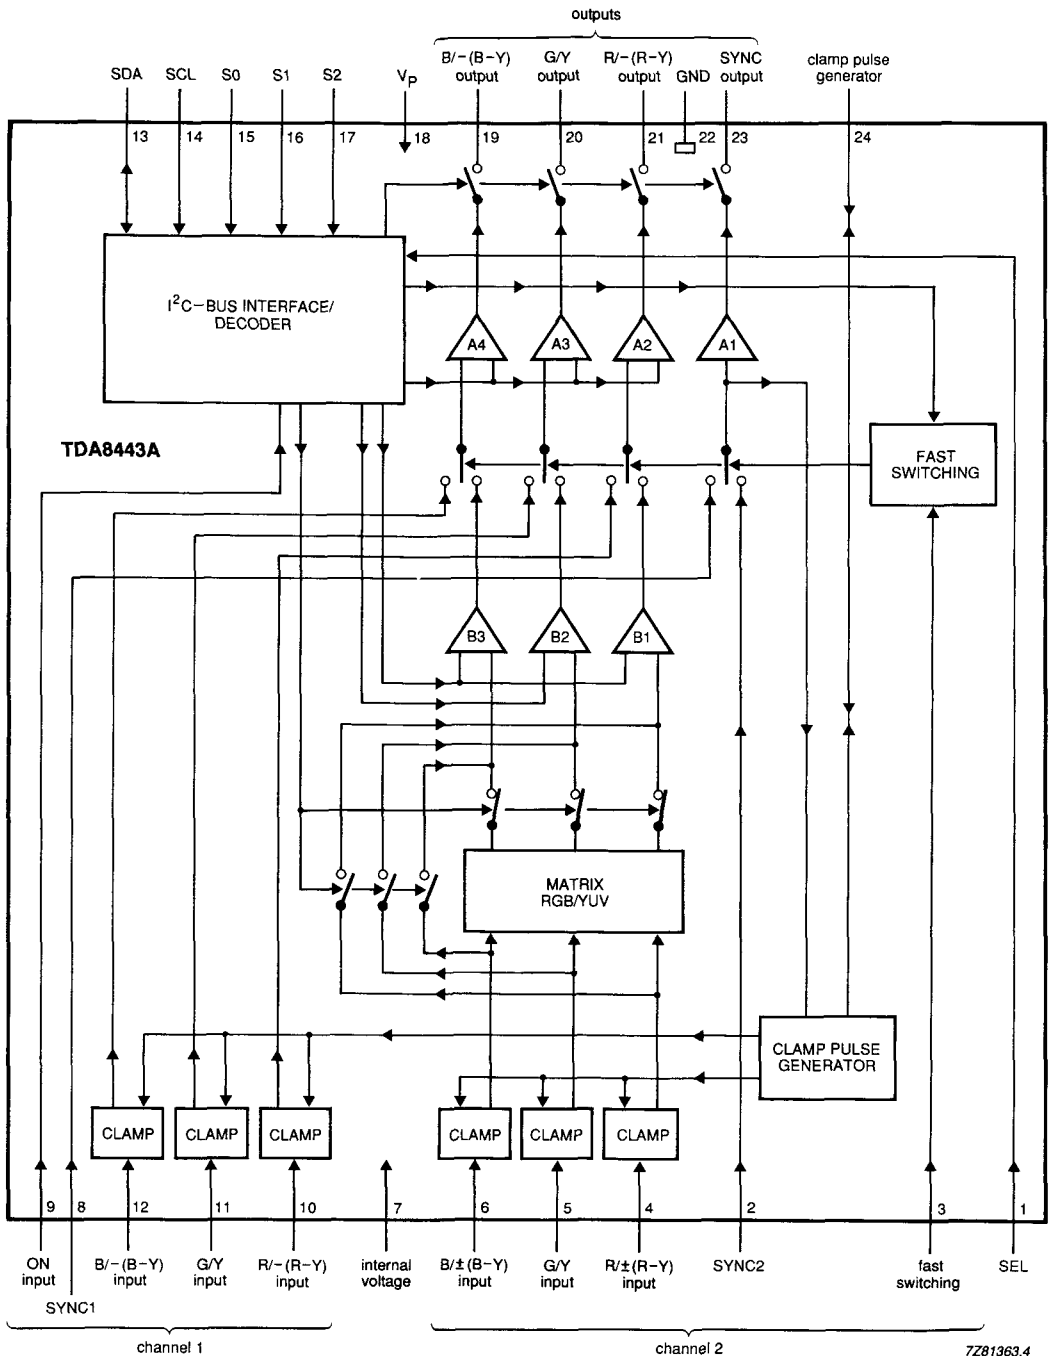 outputs
B/−(B−Y) output
G/Y output
R/−(R−Y) output
SYNC output
clamp pulse generator
SDA
SCL
S0
S1
S2
VP
GND
13
14
15
16
17
18
19
20
21
22
23
24
I²C−BUS INTERFACE/
DECODER
A4
A3
A2
A1
TDA8443A
FAST
SWITCHING
B3
B2
B1
MATRIX
RGB/YUV
CLAMP PULSE
GENERATOR
CLAMP
CLAMP
CLAMP
CLAMP
CLAMP
CLAMP
9
8
12
11
10
7
6
5
4
2
3
1
ON input
B/−(B−Y) input
G/Y input
R/−(R−Y) input
internal voltage
B/±(B−Y) input
G/Y input
R/±(R−Y) input
SYNC2
fast switching
SEL
SYNC1
channel 1
channel 2
7Z81363.4